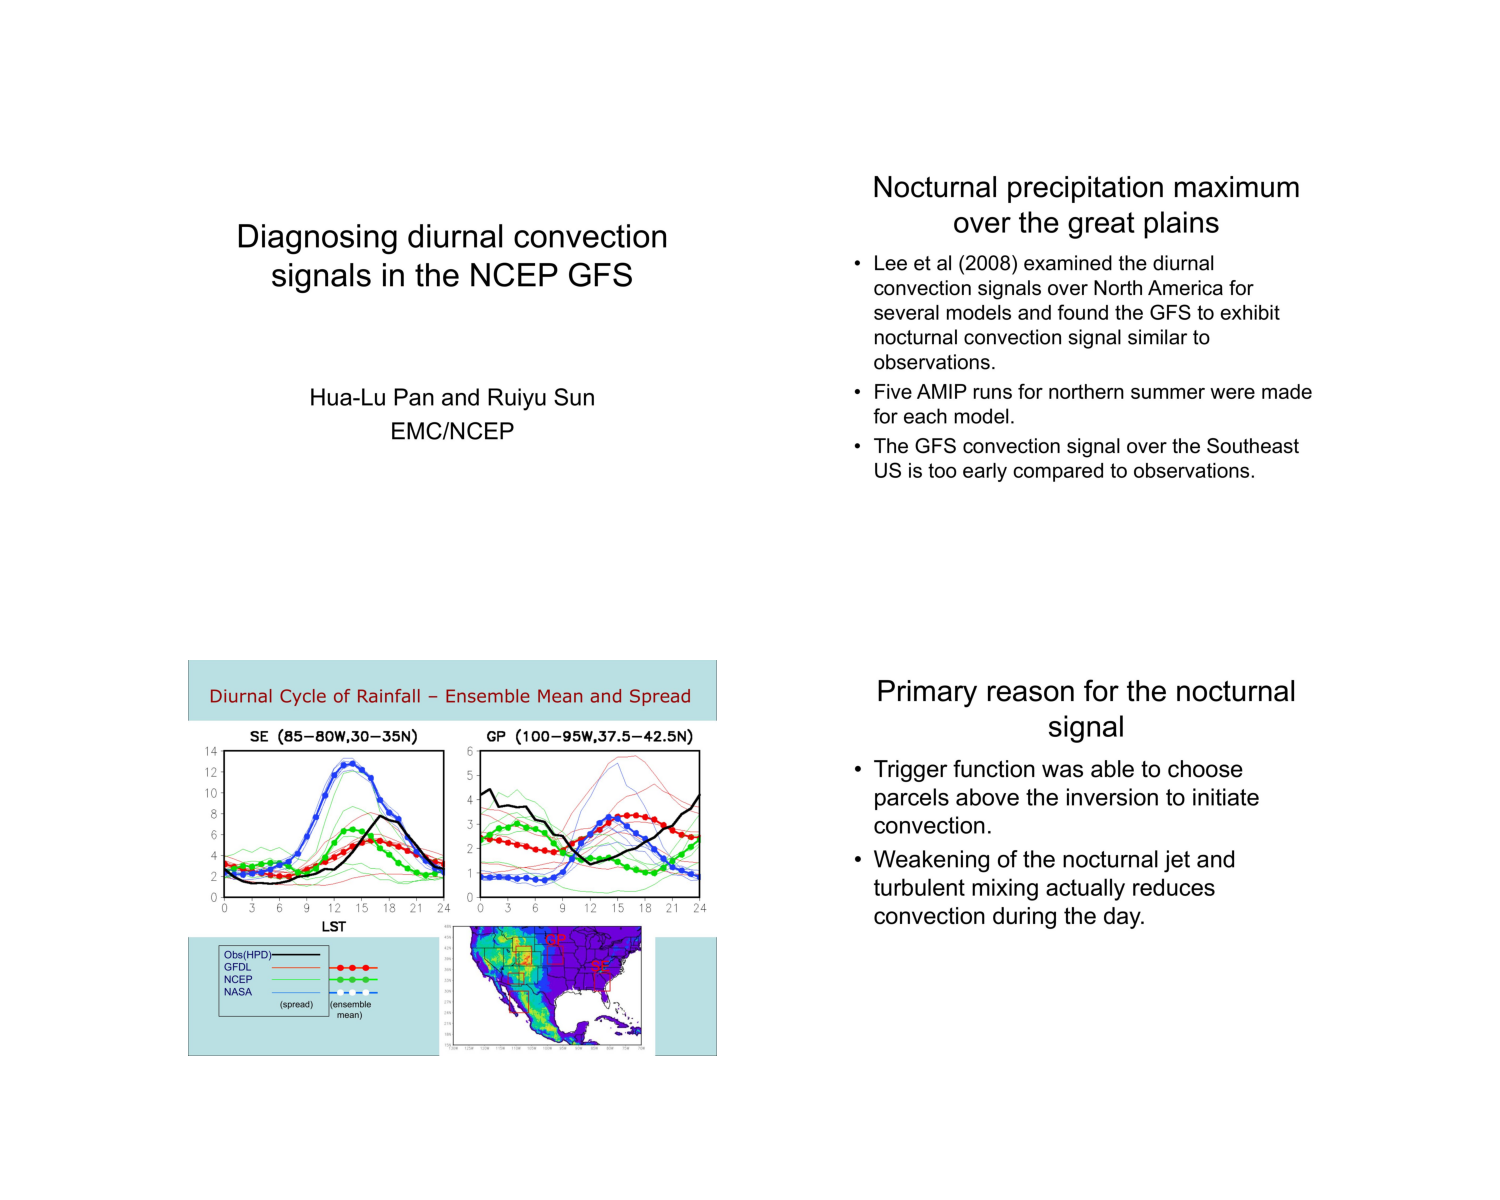 Diagnosing diurnal convection
signals in the NCEP GFS
Hua-Lu Pan and Ruiyu Sun
EMC/NCEP
Nocturnal precipitation maximum
over the great plains
• Lee et al (2008) examined the diurnal
convection signals over North America for
several models and found the GFS to exhibit
nocturnal convection signal similar to
observations.
• Five AMIP runs for northern summer were made
for each model.
• The GFS convection signal over the Southeast
US is too early compared to observations.
Diurnal Cycle of Rainfall – Ensemble Mean and Spread
SE (85–80W,30–35N)
14
12
10
8
6
4
2
0
0 3 6 9 12 15 18 21 24
LST
GP (100–95W,37.5–42.5N)
6
5
4
3
2
1
0
0 3 6 9 12 15 18 21 24
Obs(HPD)
GFDL
NCEP
NASA
(spread) (ensemble
mean)
GP
SE
Primary reason for the nocturnal
signal
• Trigger function was able to choose
parcels above the inversion to initiate
convection.
• Weakening of the nocturnal jet and
turbulent mixing actually reduces
convection during the day.